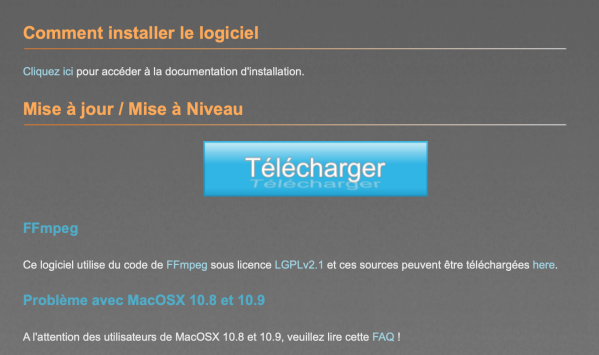 Comment installer le logiciel
Cliquez ici pour accéder à la documentation d'installation.
Mise à jour / Mise à Niveau
Télécharger
FFmpeg
Ce logiciel utilise du code de FFmpeg sous licence LGPLv2.1 et ces sources peuvent être téléchargées here.
Problème avec MacOSX 10.8 et 10.9
A l'attention des utilisateurs de MacOSX 10.8 et 10.9, veuillez lire cette FAQ !